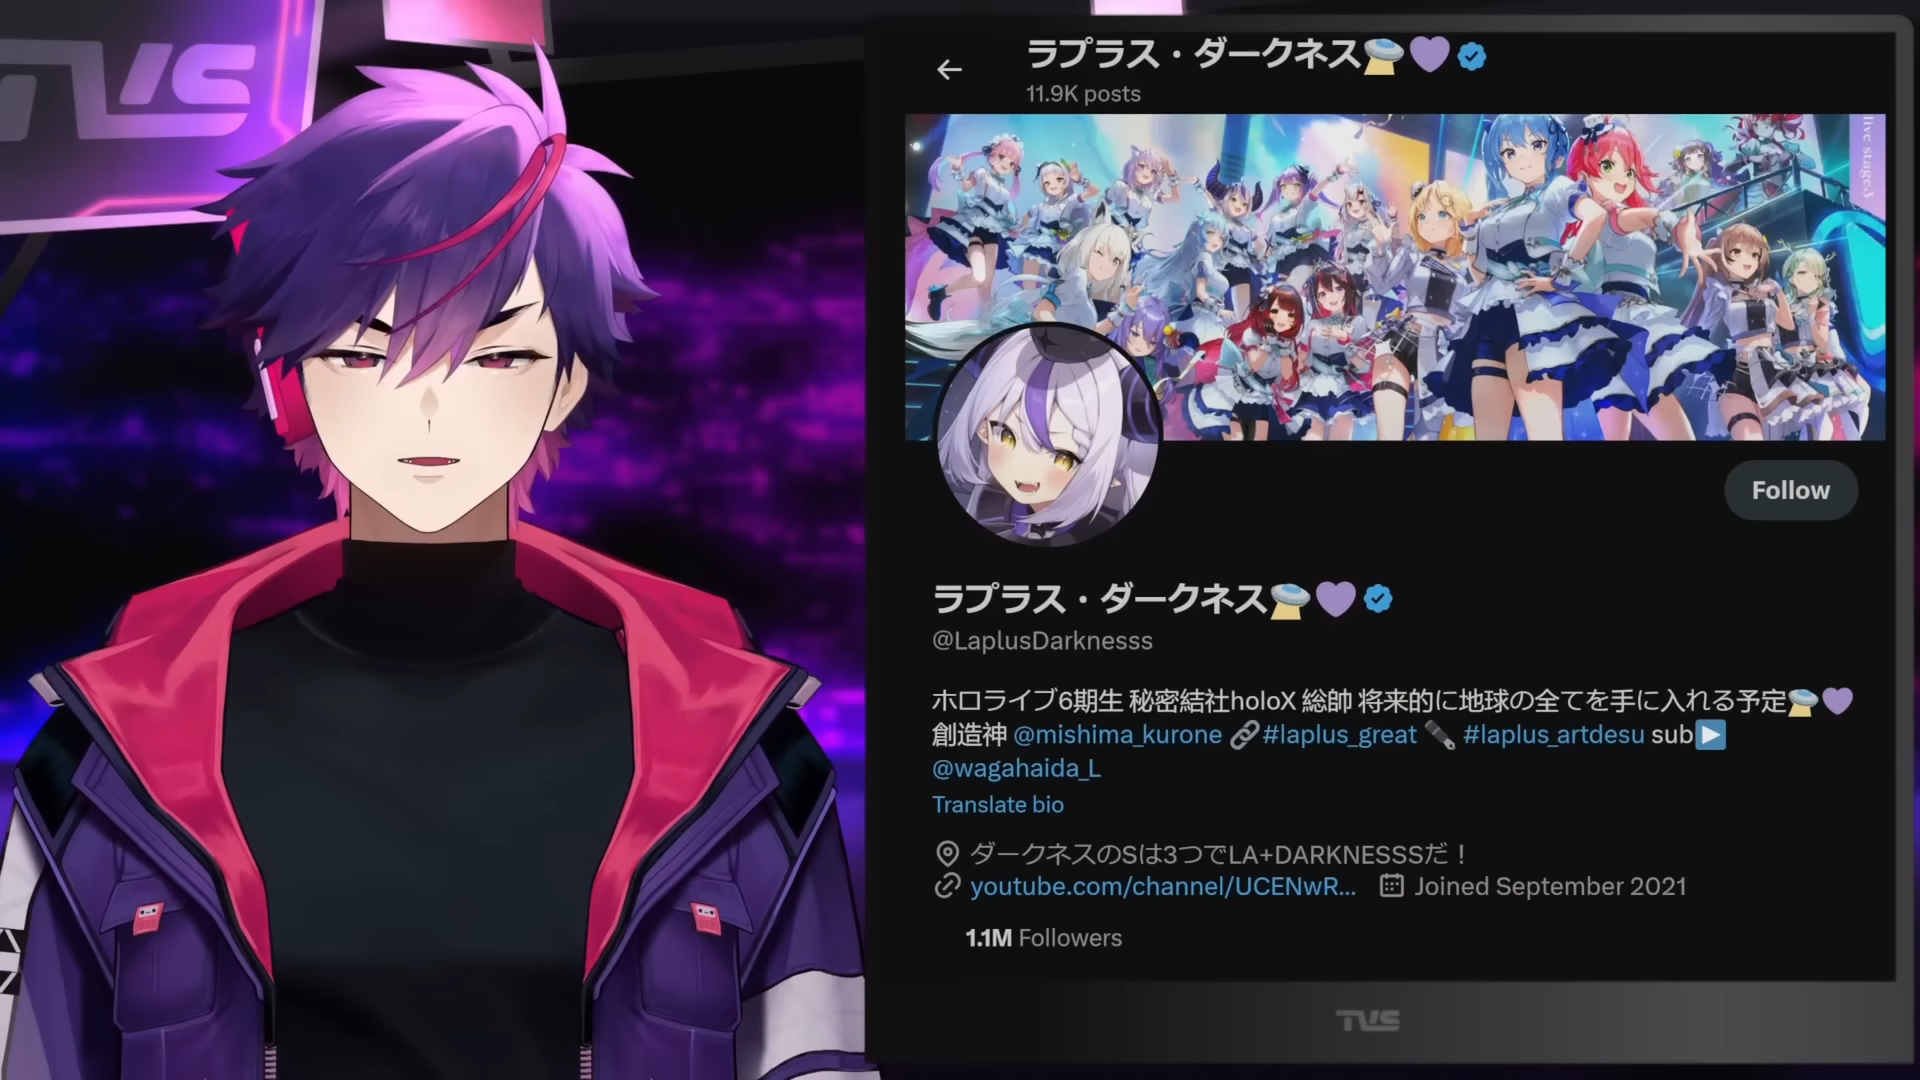 TVS
ラプラス・ダークネス🛸💜
11.9K posts
live stage.3
Follow
ラプラス・ダークネス🛸💜
@LaplusDarknesss
ホロライブ6期生 秘密結社holoX 総帥 将来的に地球の全てを手に入れる予定🛸💜
創造神 @mishima_kurone 🔗#laplus_great 🎤 #laplus_artdesu sub▶️
@wagahaida_L
Translate bio
ダークネスのSは3つでLA+DARKNESSSだ！
youtube.com/channel/UCENwR... Joined September 2021
1.1M Followers
TVS